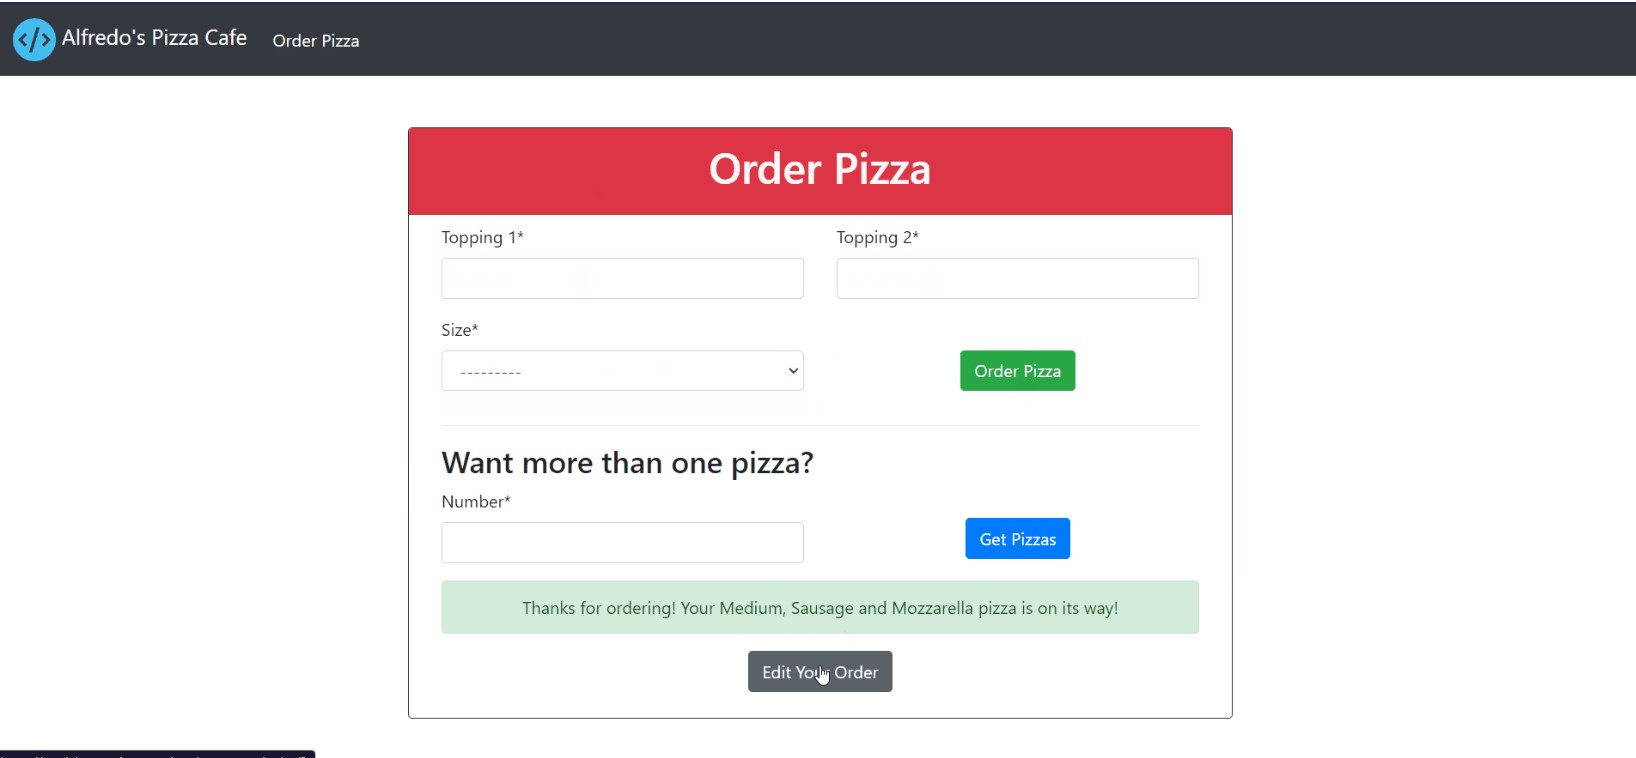 </> Alfredo's Pizza Cafe Order Pizza
Order Pizza
Topping 1* Topping 2*
Size*
--------- Order Pizza
Want more than one pizza?
Number*
Get Pizzas
Thanks for ordering! Your Medium, Sausage and Mozzarella pizza is on its way!
Edit Your Order